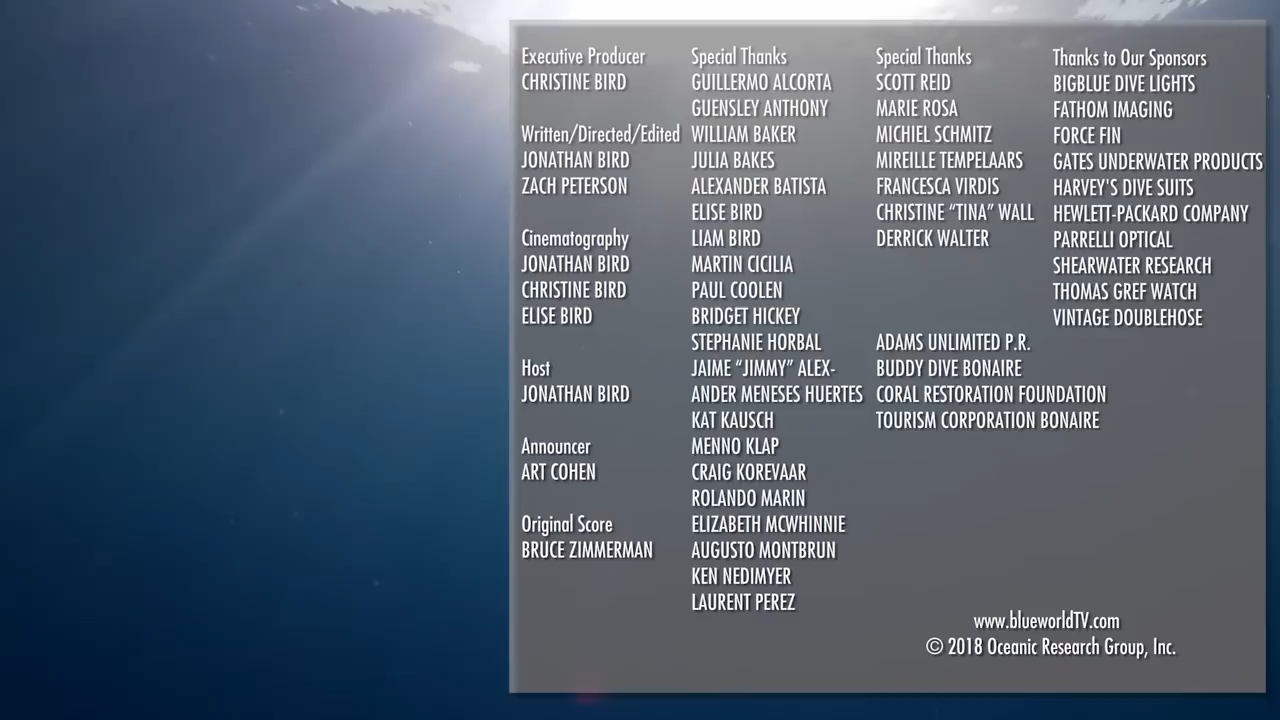 Executive Producer
CHRISTINE BIRD
Written/Directed/Edited
JONATHAN BIRD
ZACH PETERSON
Cinematography
JONATHAN BIRD
CHRISTINE BIRD
ELISE BIRD
Host
JONATHAN BIRD
Announcer
ART COHEN
Original Score
BRUCE ZIMMERMAN
Special Thanks
GUILLERMO ALCORTA
GUENSLEY ANTHONY
WILLIAM BAKER
JULIA BAKES
ALEXANDER BATISTA
ELISE BIRD
LIAM BIRD
MARTIN CICILIA
PAUL COOLEN
BRIDGET HICKEY
STEPHANIE HORBAL
JAIME “JIMMY” ALEX-
ANDER MENESES HUERTES
KAT KAUSCH
MENNO KLAP
CRAIG KOREVAAR
ROLANDO MARIN
ELIZABETH MCWHINNIE
AUGUSTO MONTBRUN
KEN NEDIMYER
LAURENT PEREZ
Special Thanks
SCOTT REID
MARIE ROSA
MICHIEL SCHMITZ
MIREILLE TEMPELAARS
FRANCESCA VIRDIS
CHRISTINE “TINA” WALL
DERRICK WALTER
ADAMS UNLIMITED P.R.
BUDDY DIVE BONAIRE
CORAL RESTORATION FOUNDATION
TOURISM CORPORATION BONAIRE
Thanks to Our Sponsors
BIGBLUE DIVE LIGHTS
FATHOM IMAGING
FORCE FIN
GATES UNDERWATER PRODUCTS
HARVEY'S DIVE SUITS
HEWLETT-PACKARD COMPANY
PARRELLI OPTICAL
SHEARWATER RESEARCH
THOMAS GREF WATCH
VINTAGE DOUBLEHOSE
www.blueworldTV.com
© 2018 Oceanic Research Group, Inc.